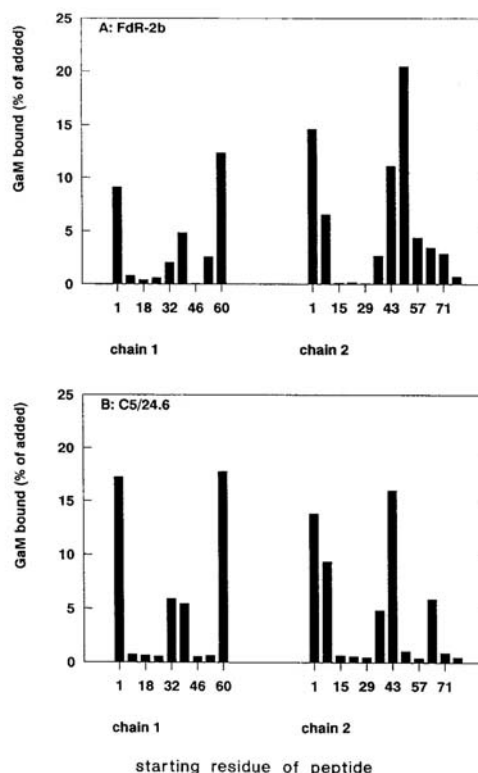 A: FdR-2b
GaM bound (% of added)
25
20
15
10
5
0
1 18 32 46 60 1 15 29 43 57 71
chain 1 chain 2
B: C5/24.6
GaM bound (% of added)
25
20
15
10
5
0
1 18 32 46 60 1 15 29 43 57 71
chain 1 chain 2
starting residue of peptide